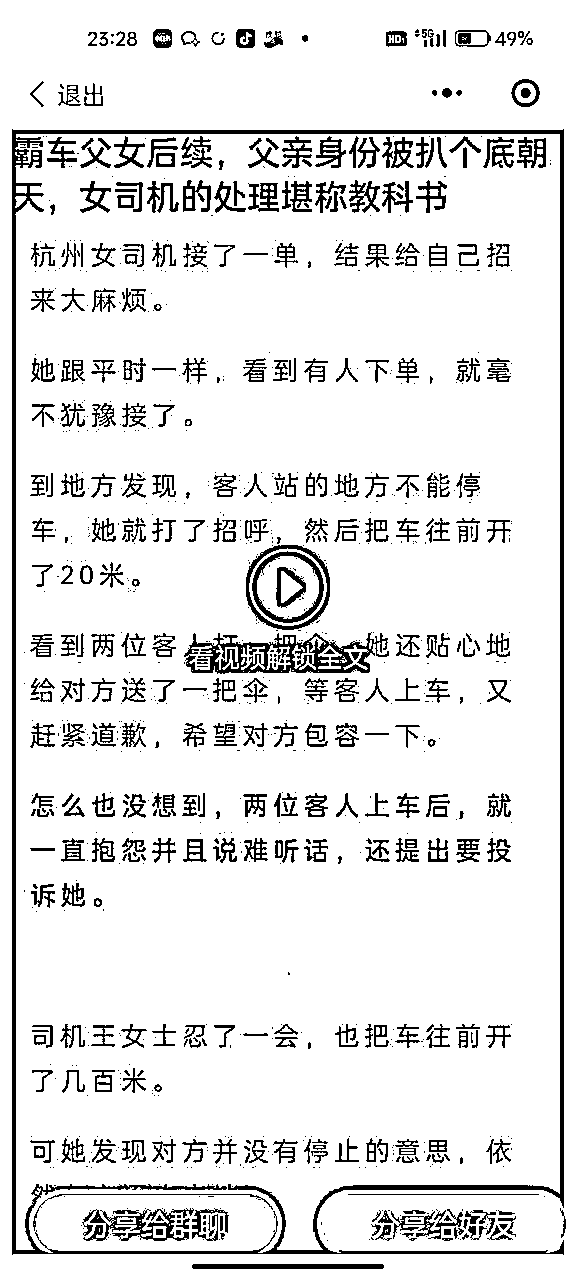 23:28
HD 5G 49%
退出
霸车父女后续，父亲身份被扒个底朝
天，女司机的处理堪称教科书
杭州女司机接了一单，结果给自己招
来大麻烦。
她跟平时一样，看到有人下单，就毫
不犹豫接了。
到地方发现，客人站的地方不能停
车，她就打了招呼，然后把车往前开
了20米。
看到两位客人打一把伞，她还贴心地
看视频解锁全文
给对方送了一把伞，等客人上车，又
赶紧道歉，希望对方包容一下。
怎么也没想到，两位客人上车后，就
一直抱怨并且说难听话，还提出要投
诉她。
司机王女士忍了一会，也把车往前开
了几百米。
可她发现对方并没有停止的意思，依
分享给群聊
分享给好友